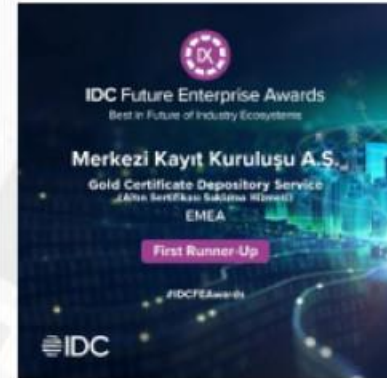 IX
IDC Future Enterprise Awards
Best in Future of Industry Ecosystems
Merkezi Kayıt Kuruluşu A.Ş.
Gold Certificate Depository Service
(Altın Sertifikası Saklama Hizmeti)
EMEA
First Runner-Up
#IDCFEAwards
IDC